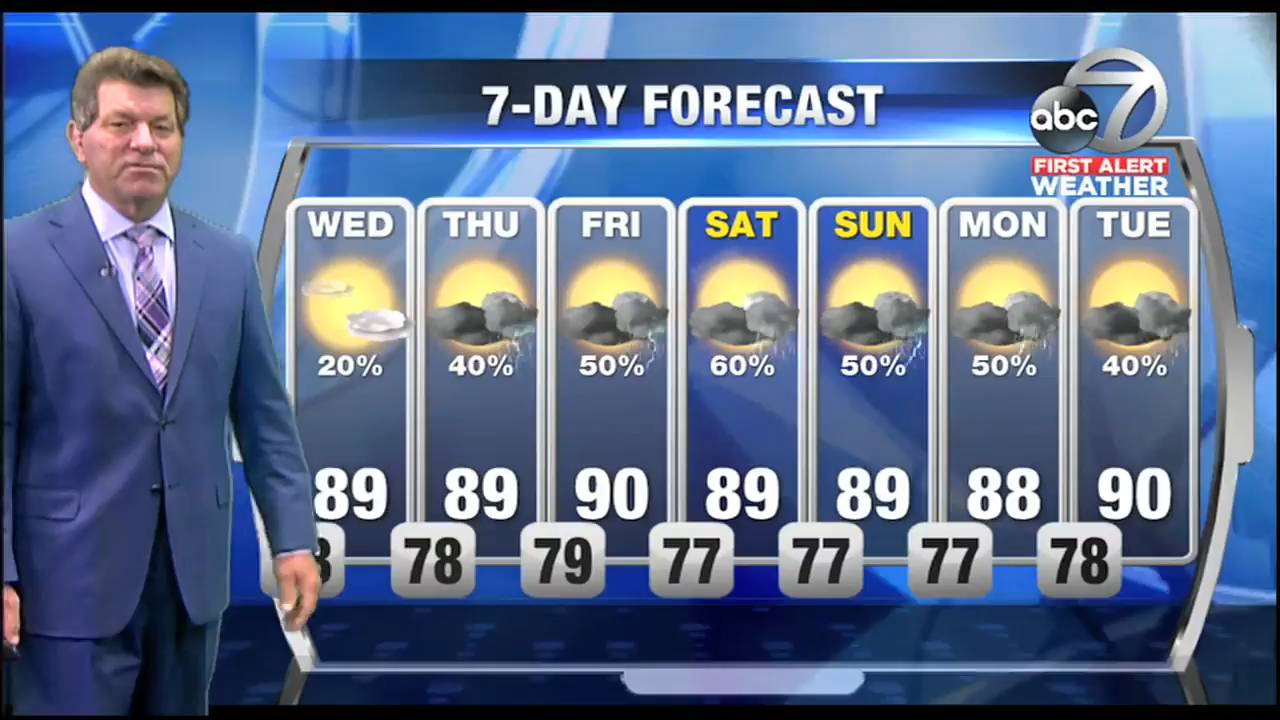 7-DAY FORECAST
abc 7
FIRST ALERT
WEATHER
WED THU FRI SAT SUN MON TUE
20% 40% 50% 60% 50% 50% 40%
89 89 90 89 89 88 90
78 79 77 77 77 78